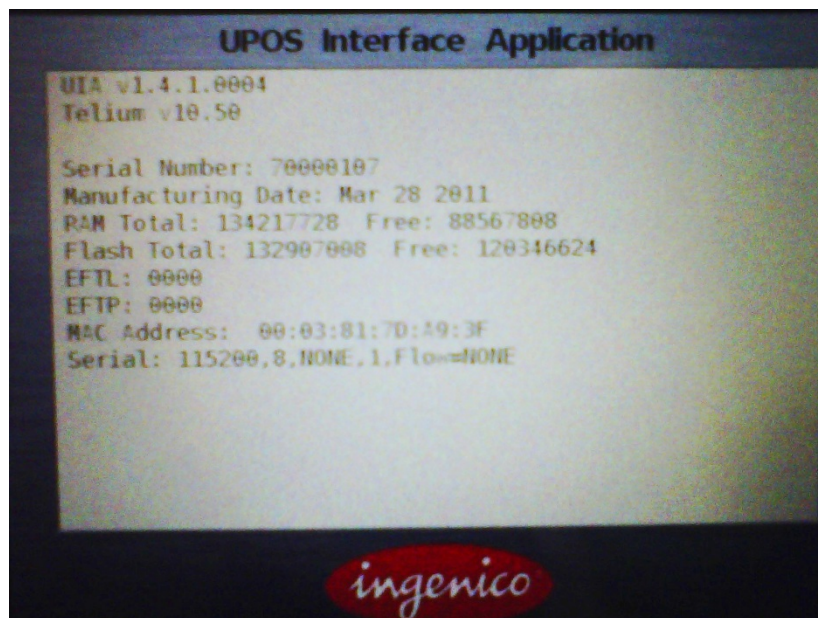 UPOS Interface Application
UIA v1.4.1.0004
Telium v10.50
Serial Number: 70000107
Manufacturing Date: Mar 28 2011
RAM Total: 134217728 Free: 88567808
Flash Total: 132907008 Free: 120346624
EFTL: 0000
EFTP: 0000
MAC Address: 00:03:81:7D:A9:3F
Serial: 115200,8,NONE,1,Flow=NONE
ingenico